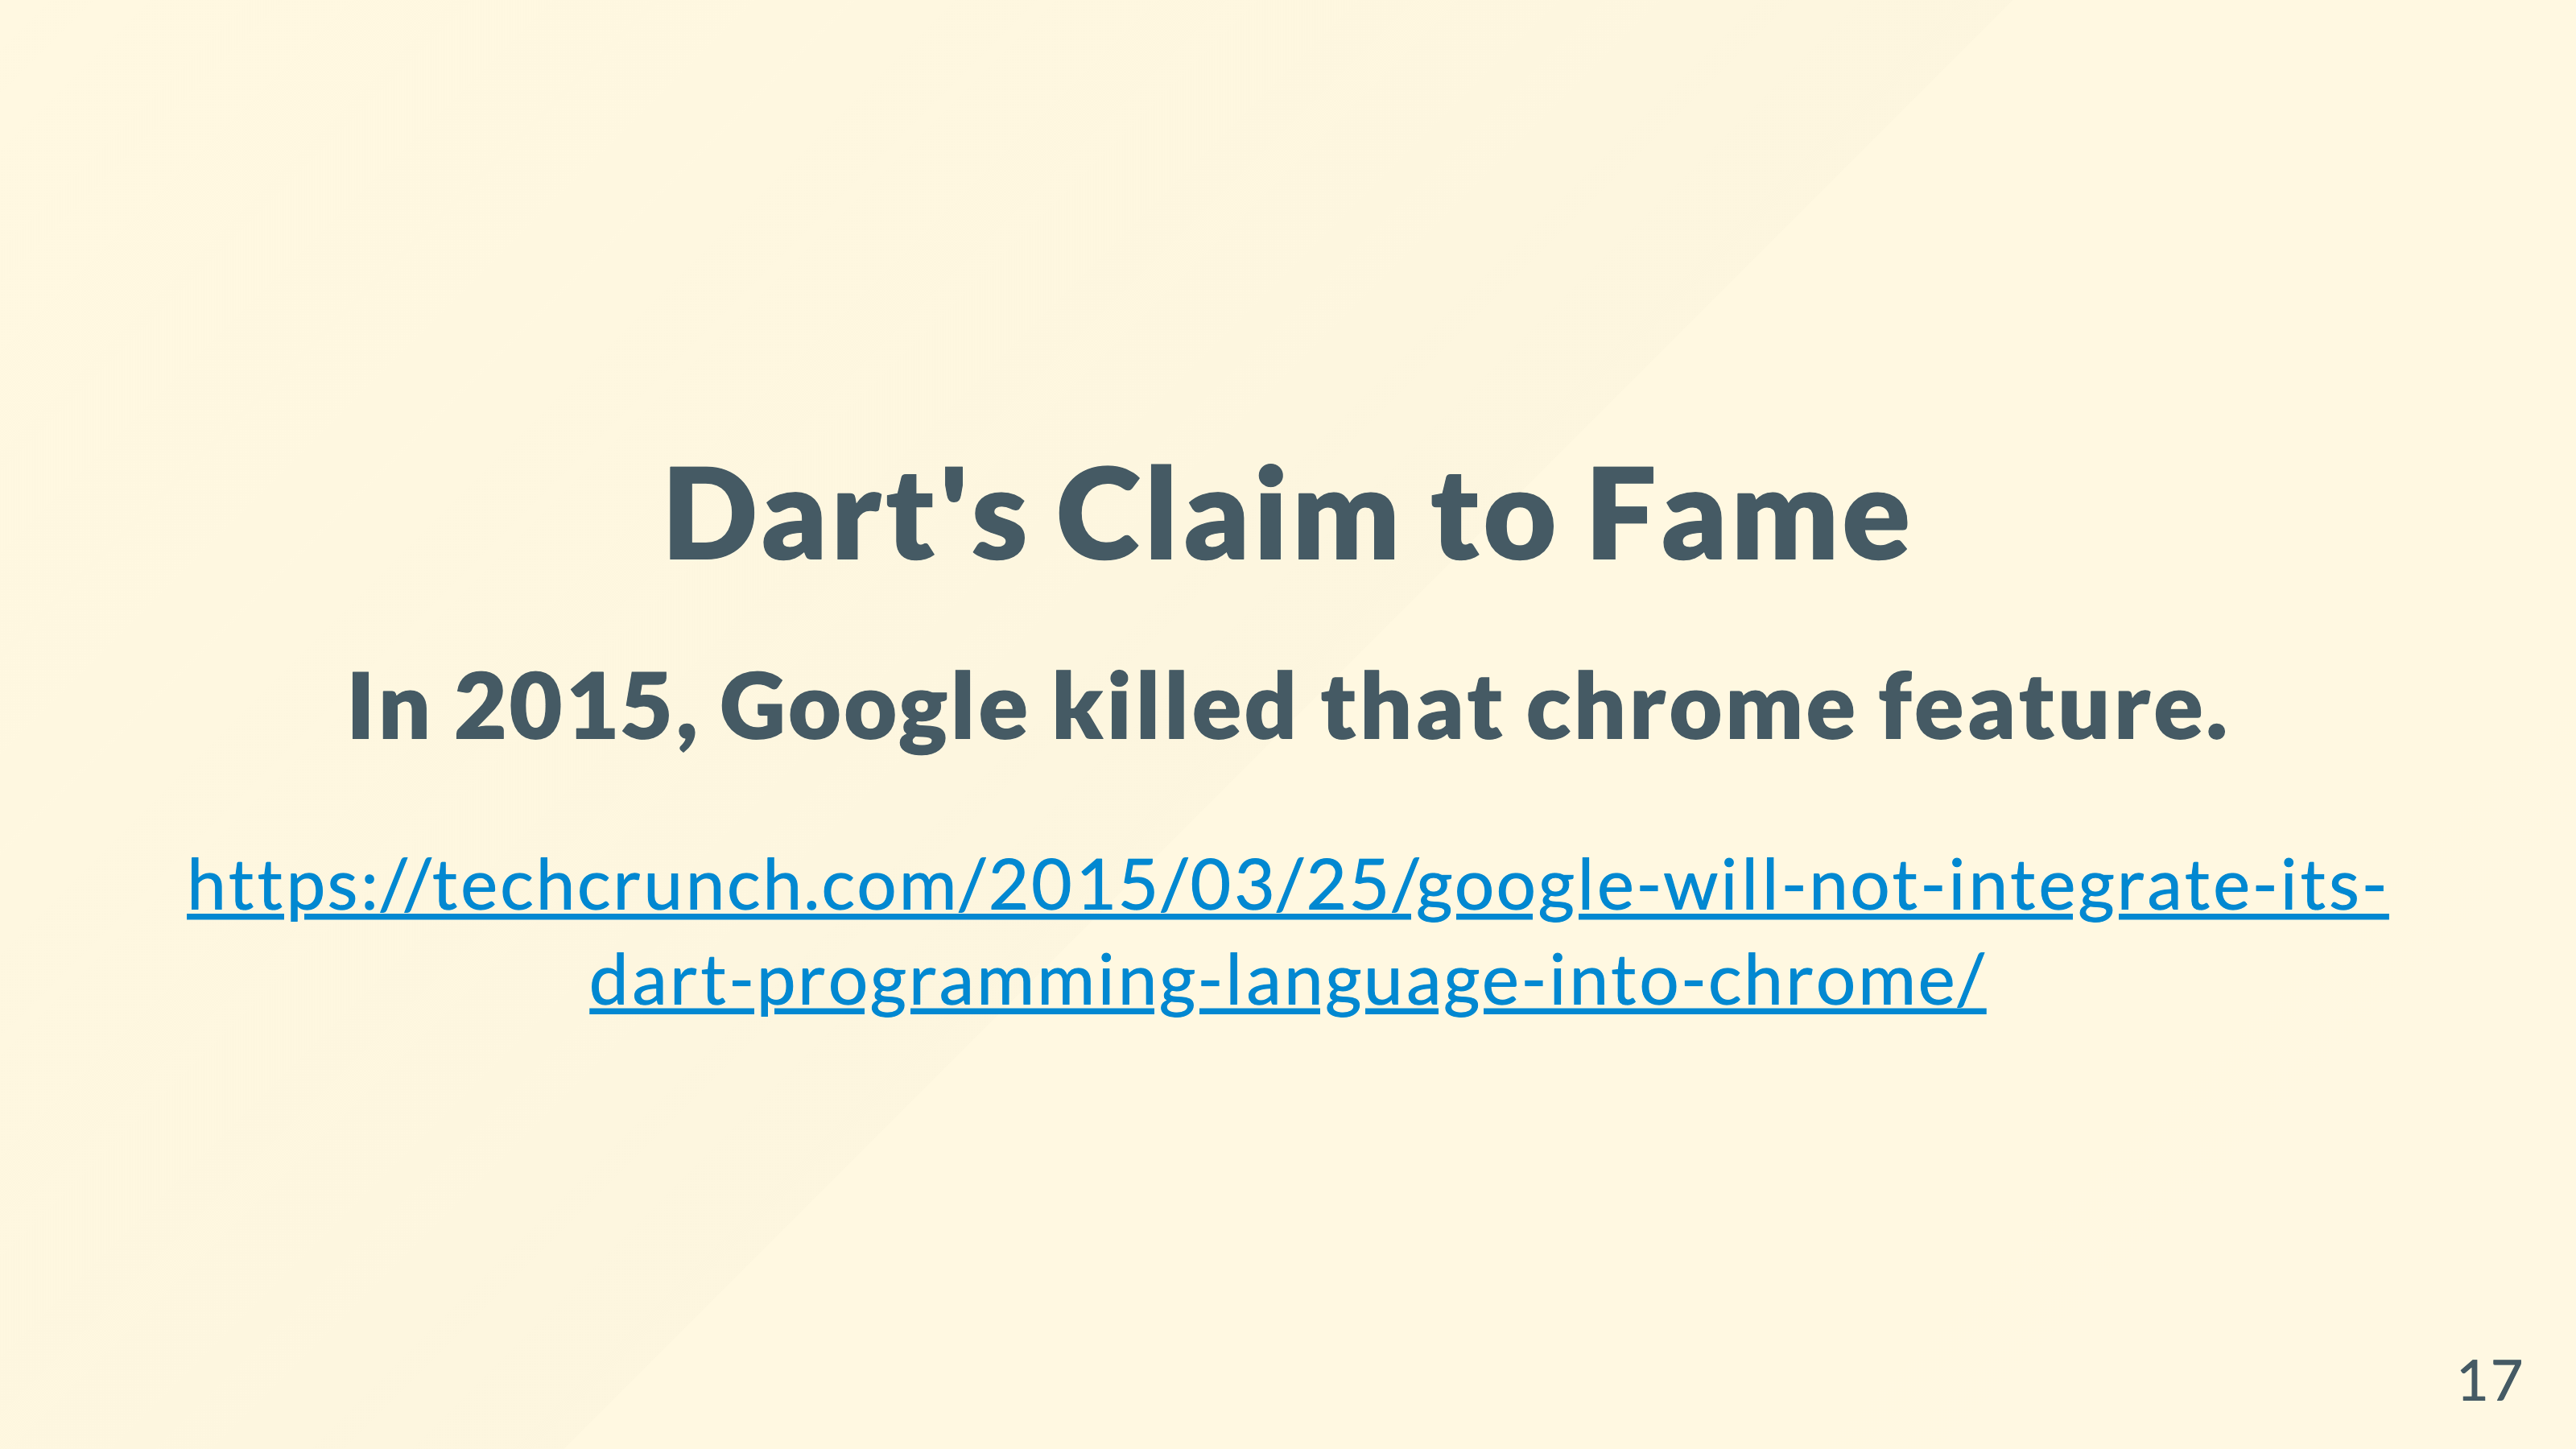 Dart's Claim to Fame
In 2015, Google killed that chrome feature.
https://techcrunch.com/2015/03/25/google-will-not-integrate-its-
dart-programming-language-into-chrome/
17